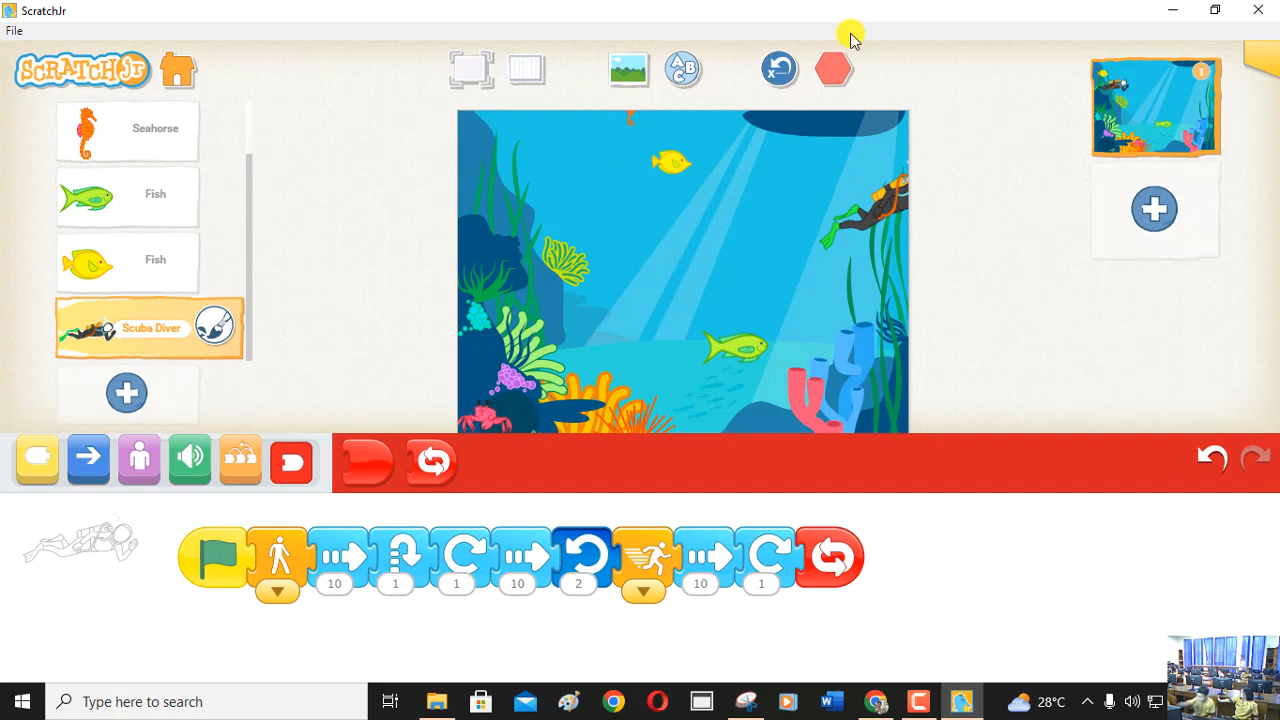 ScratchJr
File
SCRATCH JR
A B C
x
1
Seahorse
Fish
Fish
Scuba Diver
10 1 1 10 2 10 1
Type here to search
28°C